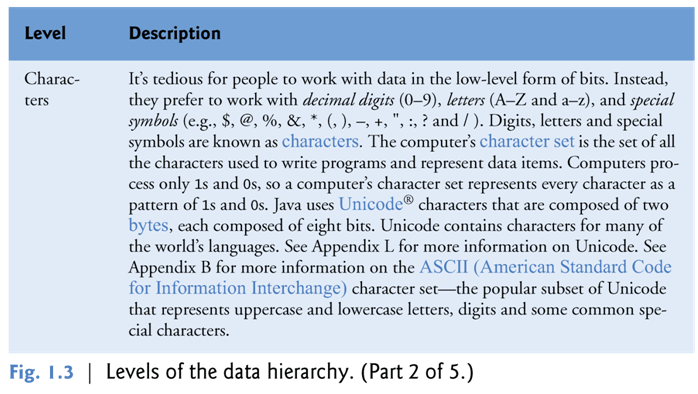 Level Description
Charac-
ters
It's tedious for people to work with data in the low-level form of bits. Instead,
they prefer to work with decimal digits (0–9), letters (A–Z and a–z), and special
symbols (e.g., $, @, %, &, *, (, ), –, +, ", :, ? and / ). Digits, letters and special
symbols are known as characters. The computer's character set is the set of all
the characters used to write programs and represent data items. Computers pro-
cess only 1s and 0s, so a computer's character set represents every character as a
pattern of 1s and 0s. Java uses Unicode® characters that are composed of two
bytes, each composed of eight bits. Unicode contains characters for many of
the world's languages. See Appendix L for more information on Unicode. See
Appendix B for more information on the ASCII (American Standard Code
for Information Interchange) character set—the popular subset of Unicode
that represents uppercase and lowercase letters, digits and some common spe-
cial characters.
Fig. 1.3 | Levels of the data hierarchy. (Part 2 of 5.)